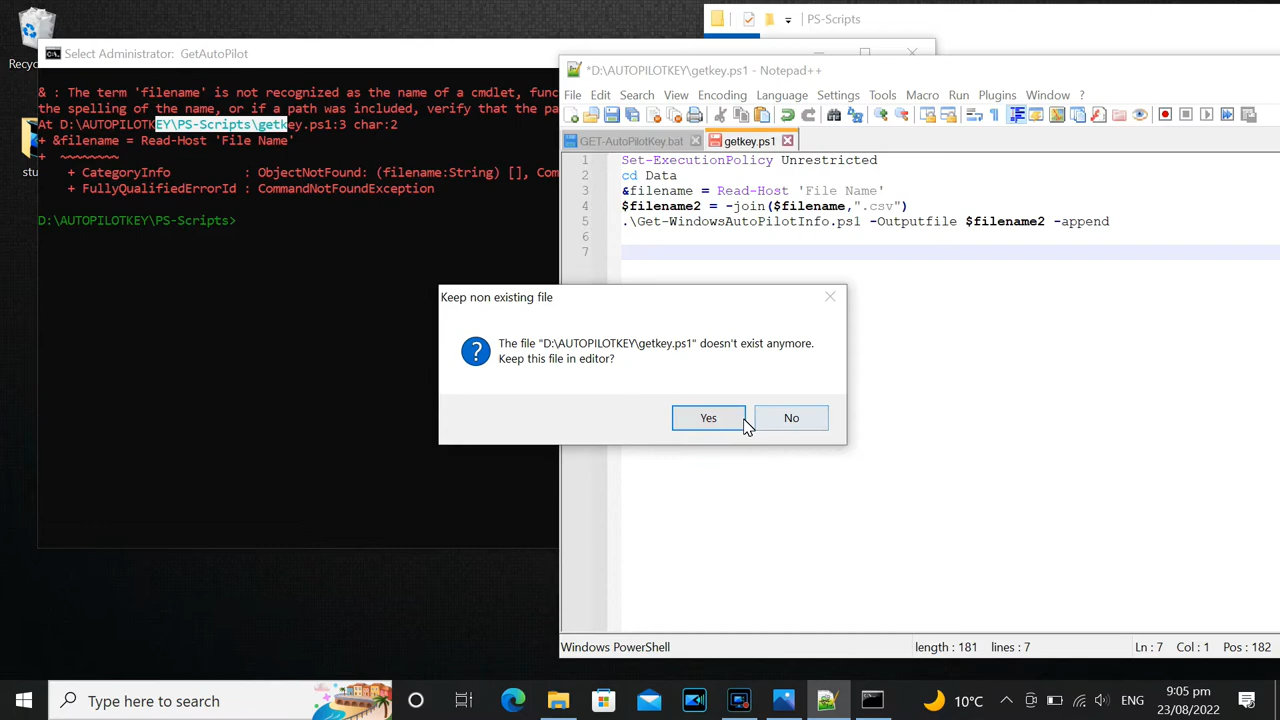 PS-Scripts
Recyc
Select Administrator: GetAutoPilot
& : The term 'filename' is not recognized as the name of a cmdlet, func
the spelling of the name, or if a path was included, verify that the pa
At D:\AUTOPILOTKEY\PS-Scripts\getkey.ps1:3 char:2
+ &filename = Read-Host 'File Name'
+  ~~~~~~~~
+ CategoryInfo : ObjectNotFound: (filename:String) [], Com
+ FullyQualifiedErrorId : CommandNotFoundException
D:\AUTOPILOTKEY\PS-Scripts>
stu
*D:\AUTOPILOTKEY\getkey.ps1 - Notepad++
File Edit Search View Encoding Language Settings Tools Macro Run Plugins Window ?
GET-AutoPilotKey.bat getkey.ps1
1 Set-ExecutionPolicy Unrestricted
2 cd Data
3 &filename = Read-Host 'File Name'
4 $filename2 = -join($filename,".csv")
5 .\Get-WindowsAutoPilotInfo.ps1 -Outputfile $filename2 -append
6
7
Keep non existing file
The file "D:\AUTOPILOTKEY\getkey.ps1" doesn't exist anymore.
Keep this file in editor?
Yes No
Windows PowerShell length : 181 lines : 7 Ln : 7 Col : 1 Pos : 182
Type here to search
10°C
ENG
9:05 pm
23/08/2022